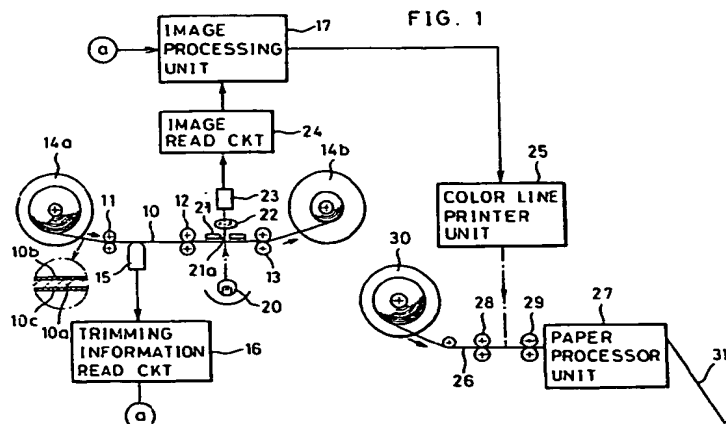 FIG. 1
IMAGE
PROCESSING
UNIT
17
a
IMAGE
READ CKT
24
14a
14b
11
10
12
21
23
22
25
COLOR LINE
PRINTER
UNIT
10b
15
21a
13
30
10c
10a
20
28
29
27
TRIMMING
INFORMATION
READ CKT
16
26
PAPER
PROCESSOR
UNIT
31
a